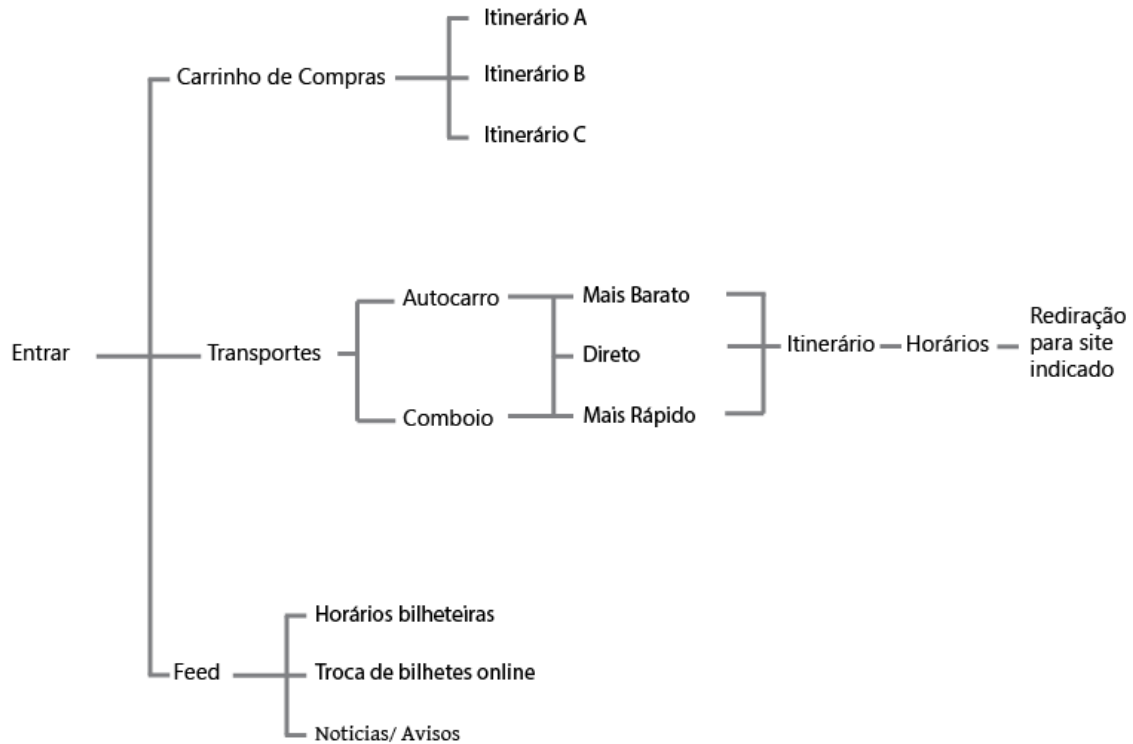 Itinerário A
Carrinho de Compras
Itinerário B
Itinerário C
Autocarro
Mais Barato
Entrar
Transportes
Direto
Itinerário
Horários
Rediração
para site
indicado
Comboio
Mais Rápido
Horários bilheteiras
Feed
Troca de bilhetes online
Noticias/ Avisos